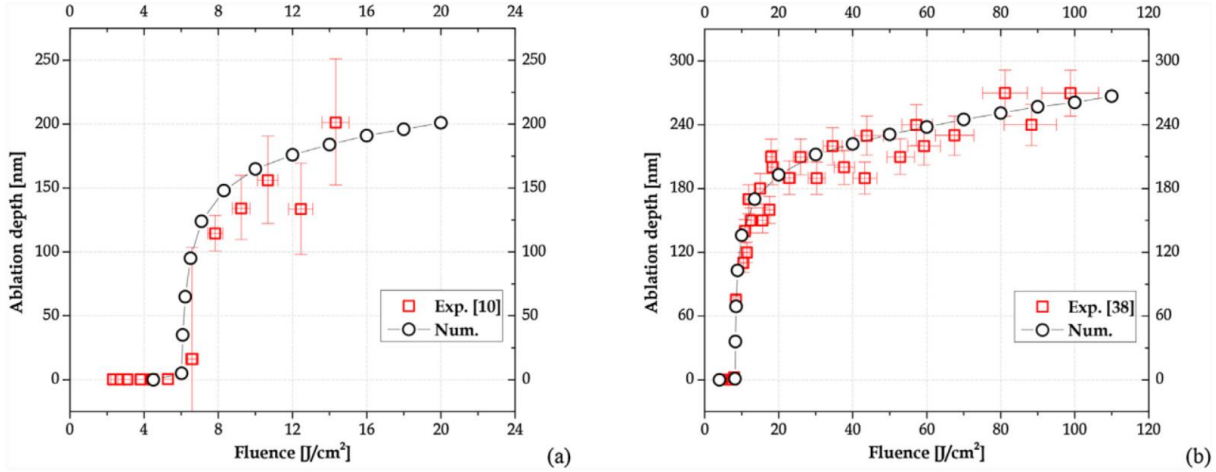 0 4 8 12 16 20 24
250 250
200 200
150 150
100 100
50 50
0 0
0 4 8 12 16 20 24
Ablation depth [nm]
Fluence [J/cm²]
Exp. [10]
Num.
(a)
0 20 40 60 80 100 120
300 300
240 240
180 180
120 120
60 60
0 0
0 20 40 60 80 100 120
Ablation depth [nm]
Fluence [J/cm²]
Exp. [38]
Num.
(b)